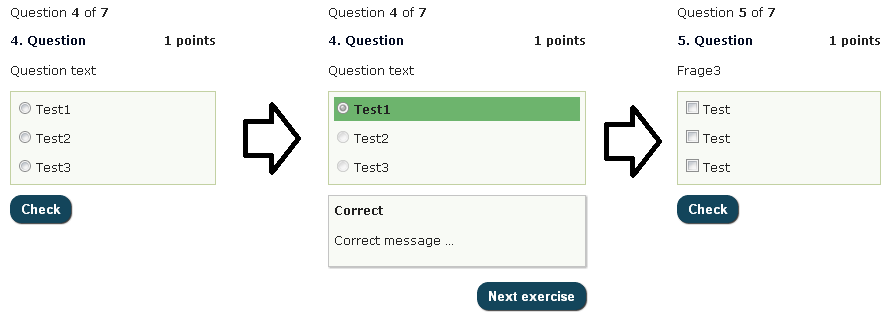 Question 4 of 7
4. Question 1 points
Question text
Test1
Test2
Test3
Check
Question 4 of 7
4. Question 1 points
Question text
Test1
Test2
Test3
Correct
Correct message ...
Next exercise
Question 5 of 7
5. Question 1 points
Frage3
Test
Test
Test
Check